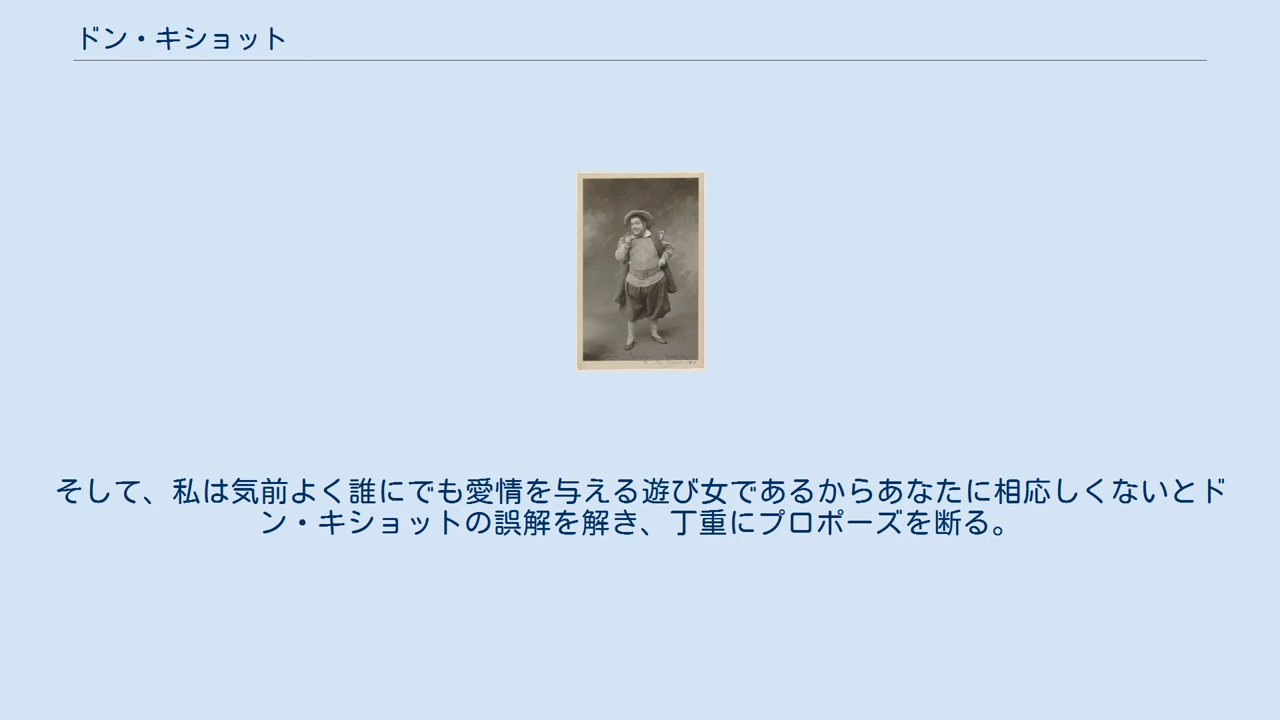 ドン・キショット
そして、私は気前よく誰にでも愛情を与える遊び女であるからあなたに相応しくないとド
ン・キショットの誤解を解き、丁重にプロポーズを断る。